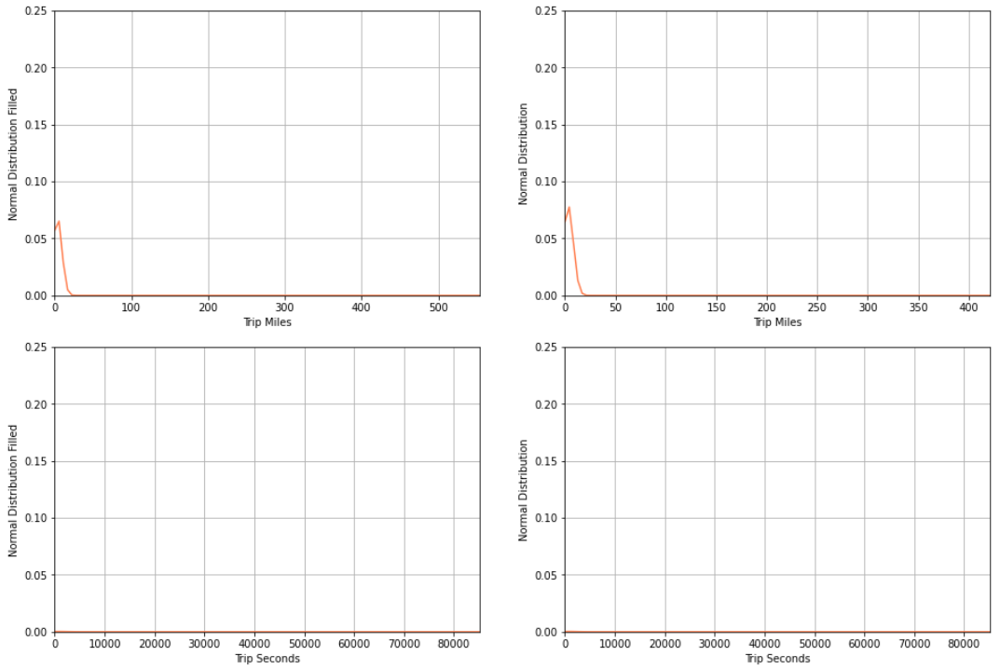 0.25
0.20
0.15
0.10
0.05
0.00
Normal Distribution Filled
0 100 200 300 400 500
Trip Miles
0.25
0.20
0.15
0.10
0.05
0.00
Normal Distribution
0 50 100 150 200 250 300 350 400
Trip Miles
0.25
0.20
0.15
0.10
0.05
0.00
Normal Distribution Filled
0 10000 20000 30000 40000 50000 60000 70000 80000
Trip Seconds
0.25
0.20
0.15
0.10
0.05
0.00
Normal Distribution
0 10000 20000 30000 40000 50000 60000 70000 80000
Trip Seconds